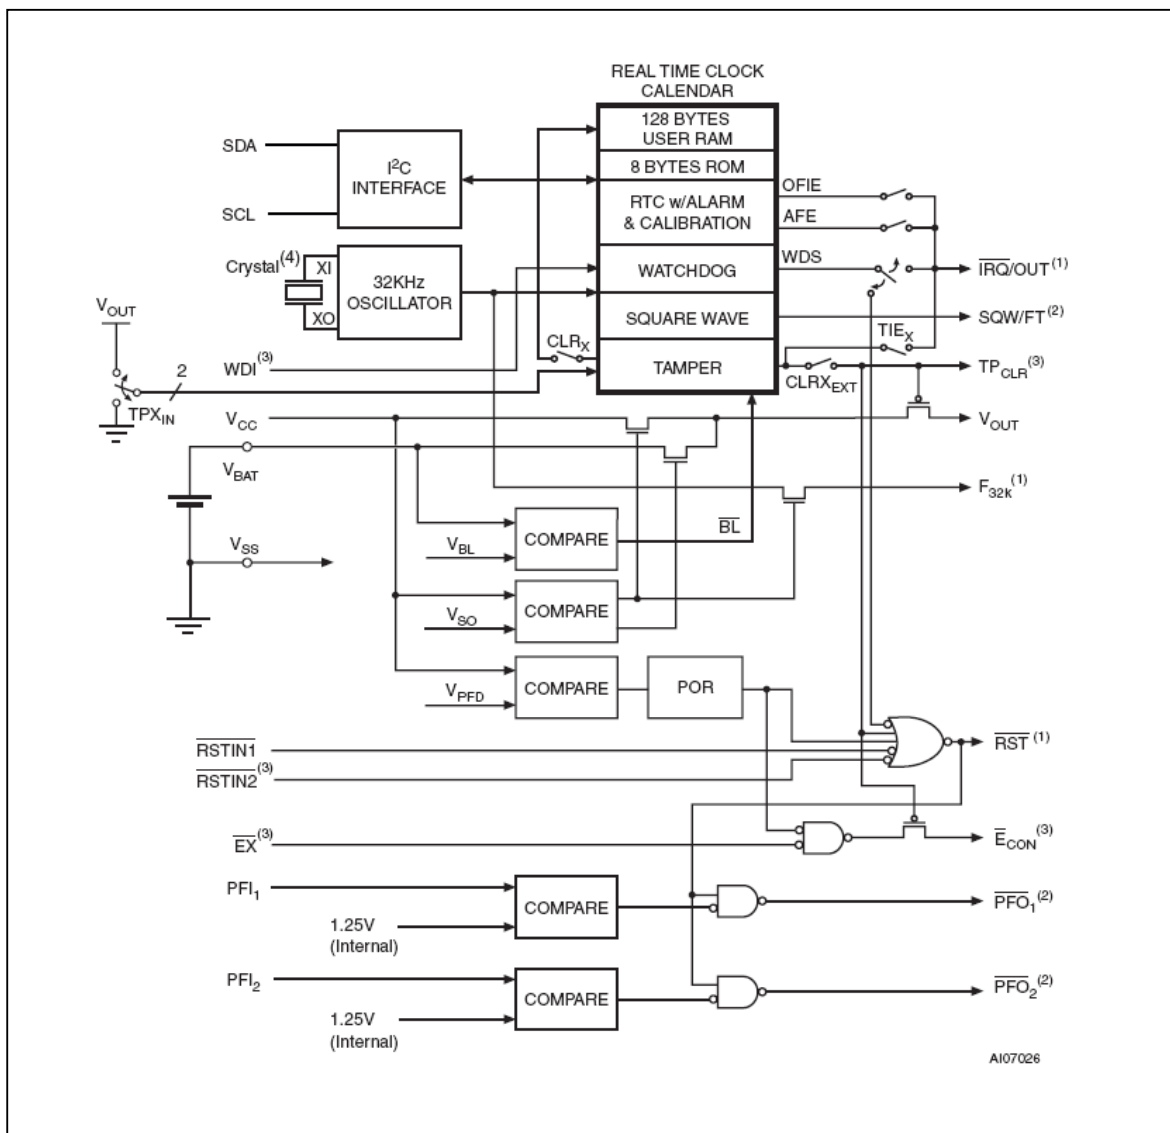 REAL TIME CLOCK
CALENDAR
128 BYTES
USER RAM
8 BYTES ROM
RTC w/ALARM
& CALIBRATION
WATCHDOG
SQUARE WAVE
TAMPER
SDA
SCL
I²C
INTERFACE
Crystal(4)
XI
XO
32KHz
OSCILLATOR
VOUT
2
TPXIN
WDI(3)
CLRX
OFIE
AFE
WDS
IRQ/OUT(1)
SQW/FT(2)
TIEX
CLRXEXT
TPCLR(3)
VCC
VOUT
VBAT
F32k(1)
VSS
VBL
COMPARE
BL
VSO
COMPARE
VPFD
COMPARE
POR
RSTIN1
RSTIN2(3)
RST(1)
EX(3)
ECON(3)
PFI1
1.25V
(Internal)
COMPARE
PFO1(2)
PFI2
1.25V
(Internal)
COMPARE
PFO2(2)
AI07026